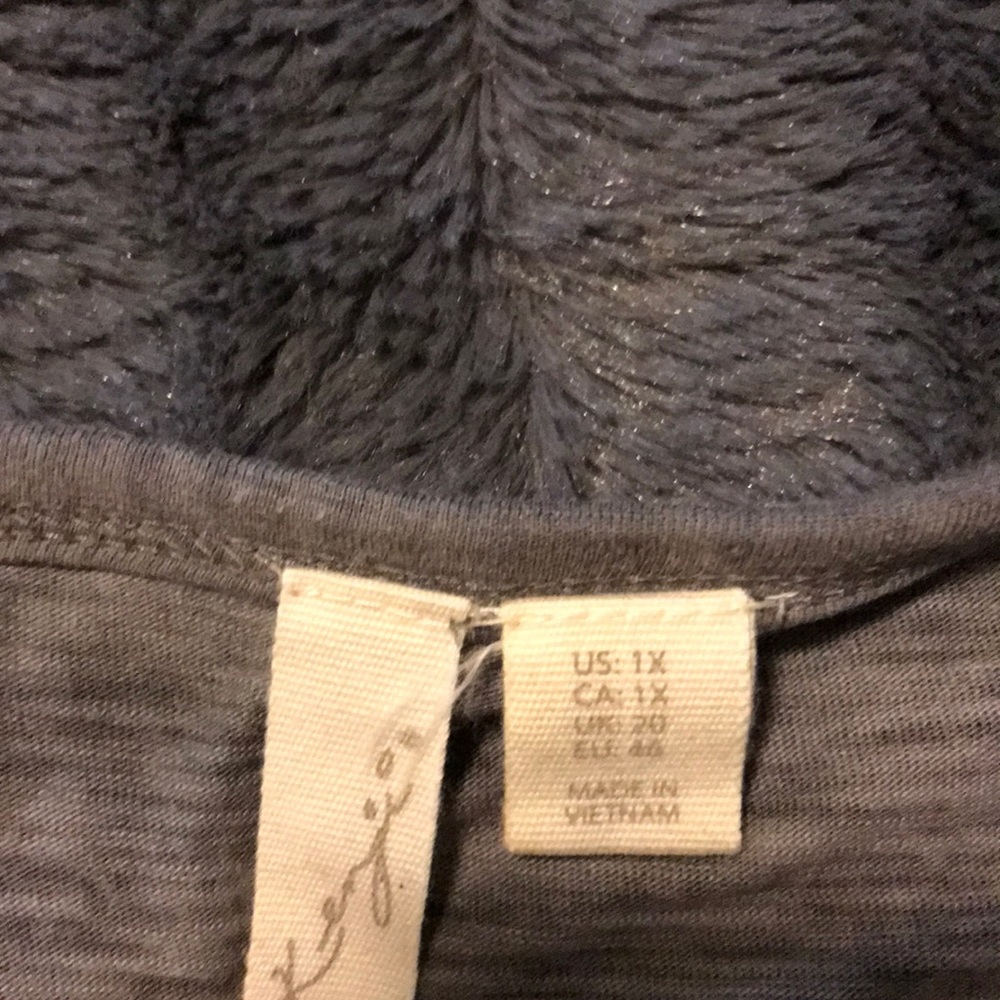 US: 1X
CA: 1X
UK: 20
EU: 46
MADE IN
VIETNAM